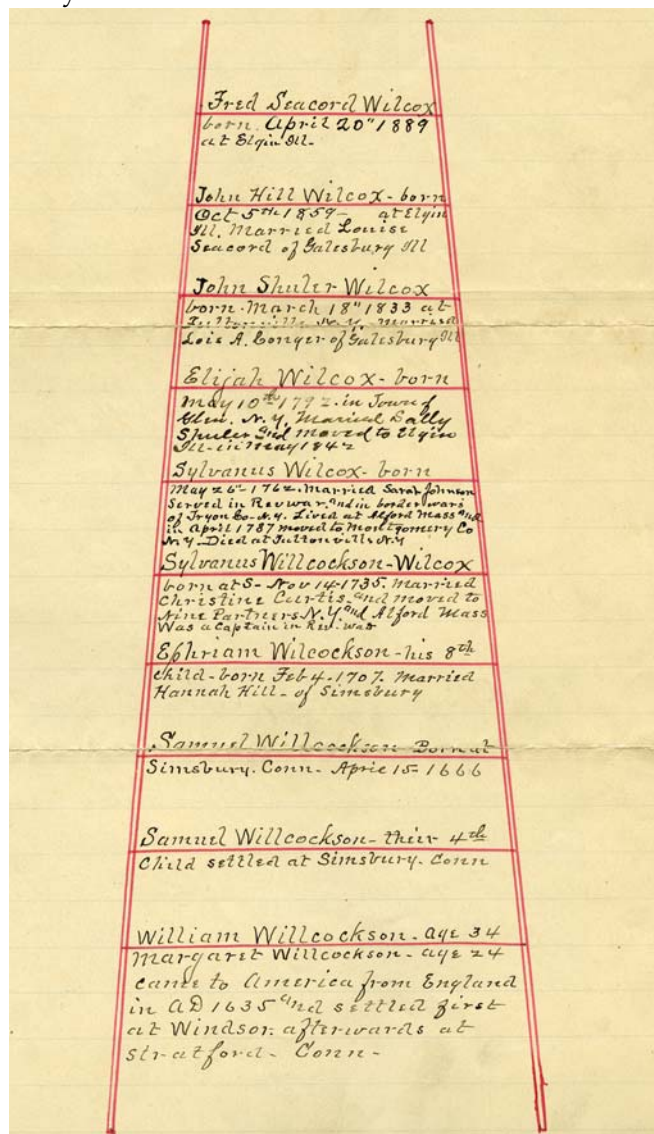 Fred Seacord Wilcox
born. April 20" 1889
at Elgin Ill-
John Hill Wilcox - born
Oct 5th 1859 - at Elgin
Ill. Married Louise
Seacord of Galesbury Ill
John Shuler Wilcox
born. March 18" 1833 at
Fultonville N.Y. Married
Lois A. Conger of Galesbury Ill
Elijah Wilcox - born
May 10th 1792. in Town of
Glen. N.Y. Married Sally
Shuler and moved to Elgin
Ill- in May 1842
Sylvanus Wilcox - born
May 26" - 1762. Married Sarah Johnson
Served in Rev war. and in border wars
of Tryon Co- N.Y. Lived at Alford Mass and
in April 1787 moved to Montgomery Co
N.Y. Died at Fultonville N.Y
Sylvanus Willcockson - Wilcox
born at S- Nov 14-1735. Married
Christine Curtis. and moved to
Nine Partners N.Y and Alford Mass
Was a Captain in Rev. war
Ephriam Willcockson - his 8th
child - born Feb 4. 1707. Married
Hannah Hill - of Simsbury
Samuel Willcockson Born at
Simsbury. Conn - April 15- 1666
Samuel Willcockson - their 4th
Child settled at Simsbury. Conn
William Willcockson - age 34
Margaret Willcockson - age 24
came to America from England
in AD 1635 and settled first
at Windsor. afterwards at
Stratford - Conn -